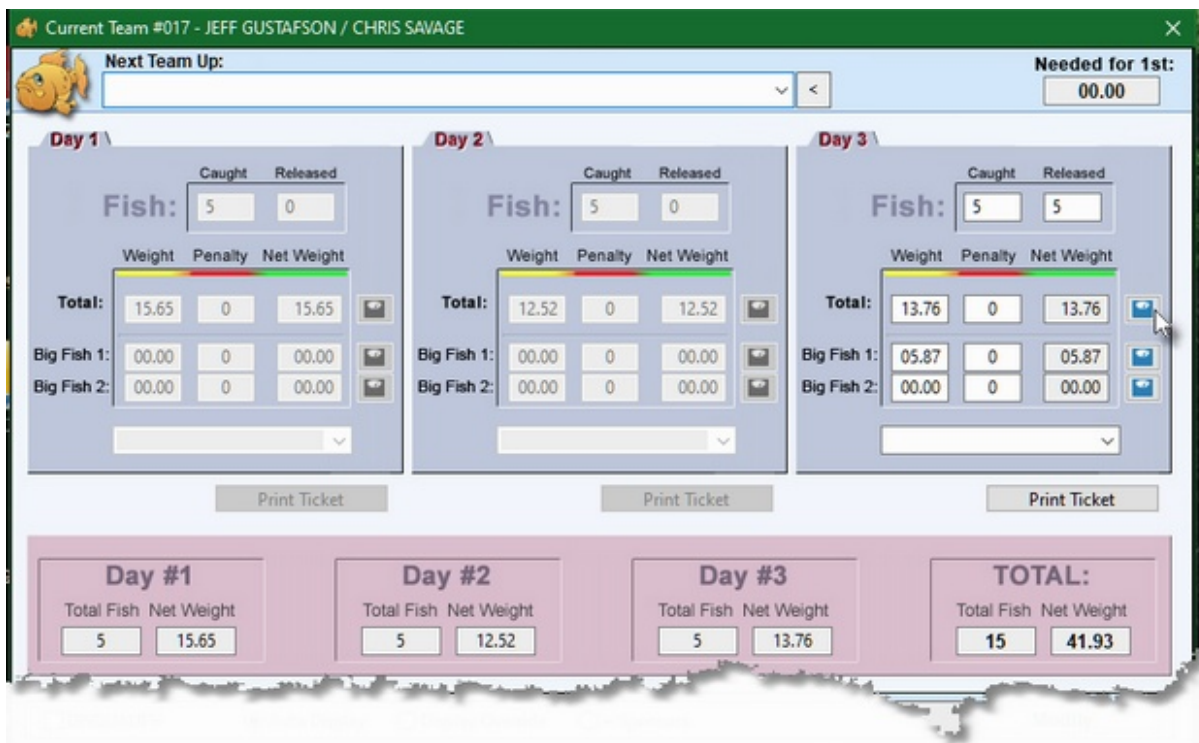 Current Team #017 - JEFF GUSTAFSON / CHRIS SAVAGE
Next Team Up:
<
Needed for 1st:
00.00
Day 1
Caught Released
Fish: 5 0
Weight Penalty Net Weight
Total: 15.65 0 15.65
Big Fish 1: 00.00 0 00.00
Big Fish 2: 00.00 0 00.00
Print Ticket
Day 2
Caught Released
Fish: 5 0
Weight Penalty Net Weight
Total: 12.52 0 12.52
Big Fish 1: 00.00 0 00.00
Big Fish 2: 00.00 0 00.00
Print Ticket
Day 3
Caught Released
Fish: 5 5
Weight Penalty Net Weight
Total: 13.76 0 13.76
Big Fish 1: 05.87 0 05.87
Big Fish 2: 00.00 0 00.00
Print Ticket
Day #1
Total Fish Net Weight
5 15.65
Day #2
Total Fish Net Weight
5 12.52
Day #3
Total Fish Net Weight
5 13.76
TOTAL:
Total Fish Net Weight
15 41.93